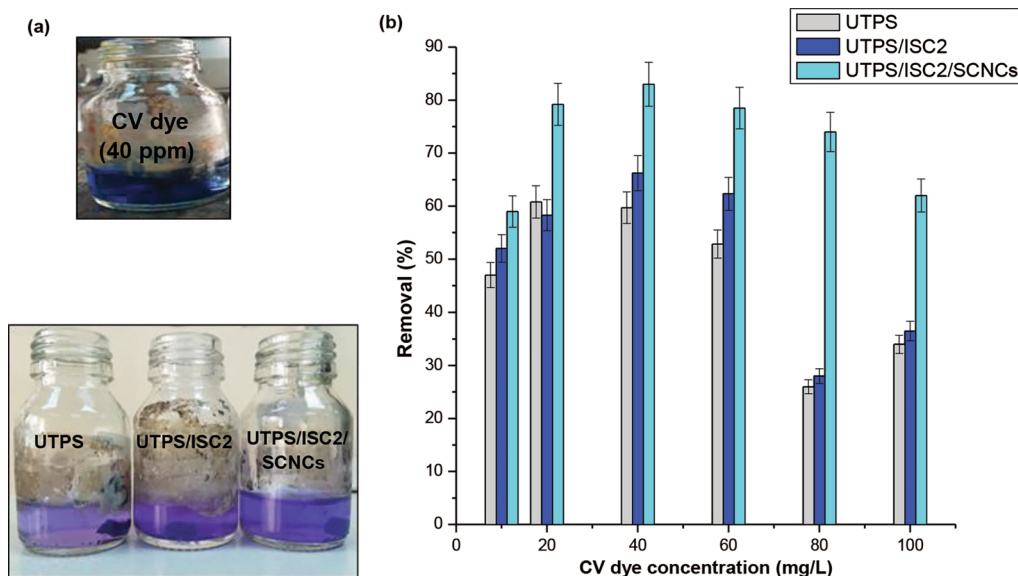 (a)
CV dye
(40 ppm)
UTPS
UTPS/ISC2
UTPS/ISC2/
SCNCs
(b)
UTPS
UTPS/ISC2
UTPS/ISC2/SCNCs
Removal (%)
90
80
70
60
50
40
30
20
10
0
0 20 40 60 80 100
CV dye concentration (mg/L)